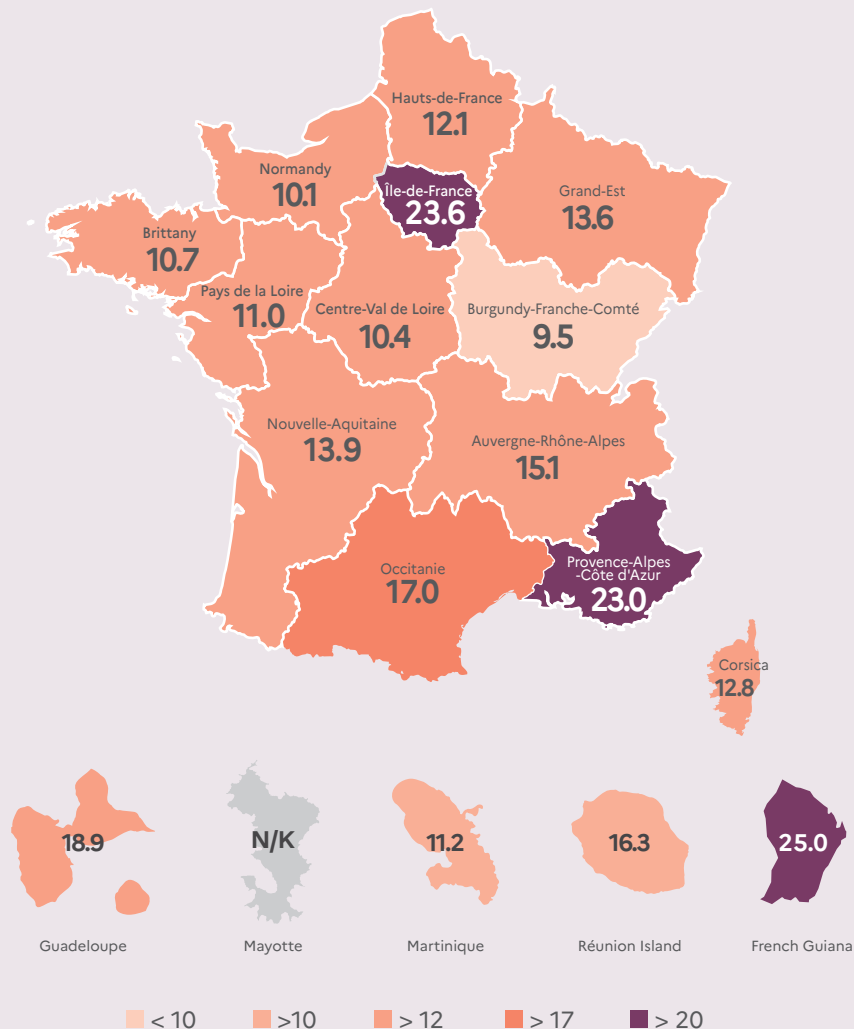 Hauts-de-France
12.1
Normandy
10.1
Île-de-France
23.6
Grand-Est
13.6
Brittany
10.7
Pays de la Loire
11.0
Centre-Val de Loire
10.4
Burgundy-Franche-Comté
9.5
Nouvelle-Aquitaine
13.9
Auvergne-Rhône-Alpes
15.1
Occitanie
17.0
Provence-Alpes
-Côte d'Azur
23.0
Corsica
12.8
18.9
N/K
11.2
16.3
25.0
Guadeloupe
Mayotte
Martinique
Réunion Island
French Guiana
< 10
>10
> 12
> 17
> 20